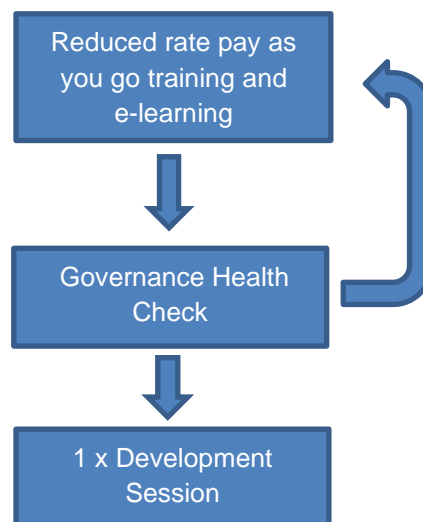 Reduced rate pay as
you go training and
e-learning
Governance Health
Check
1 x Development
Session